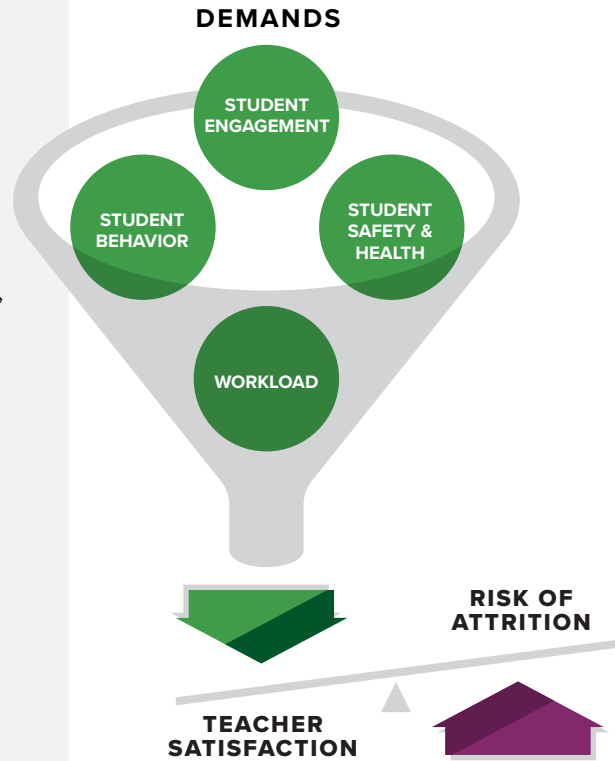 DEMANDS
STUDENT
ENGAGEMENT
STUDENT
BEHAVIOR
STUDENT
SAFETY &
HEALTH
,
WORKLOAD
RISK OF
ATTRITION
TEACHER
SATISFACTION